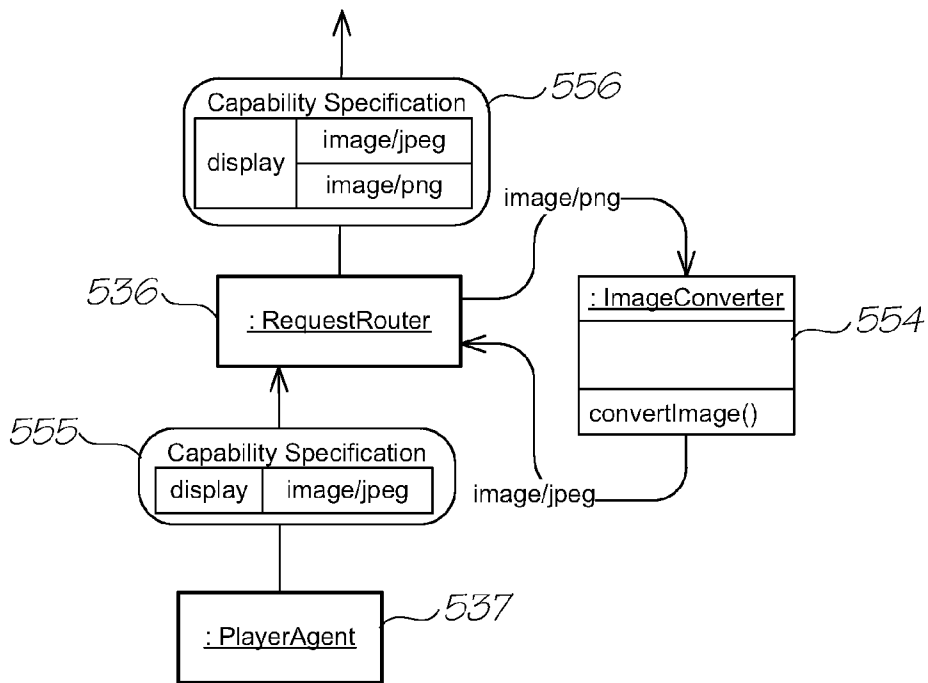 556
Capability Specification
display
image/jpeg
image/png
image/png
536
: RequestRouter
: ImageConverter
554
convertImage()
555
Capability Specification
display
image/jpeg
image/jpeg
537
: PlayerAgent